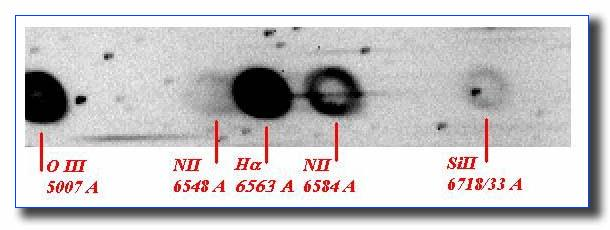 O III
5007 A
NII
6548 A
Hα
6563 A
NII
6584 A
SiII
6718/33 A